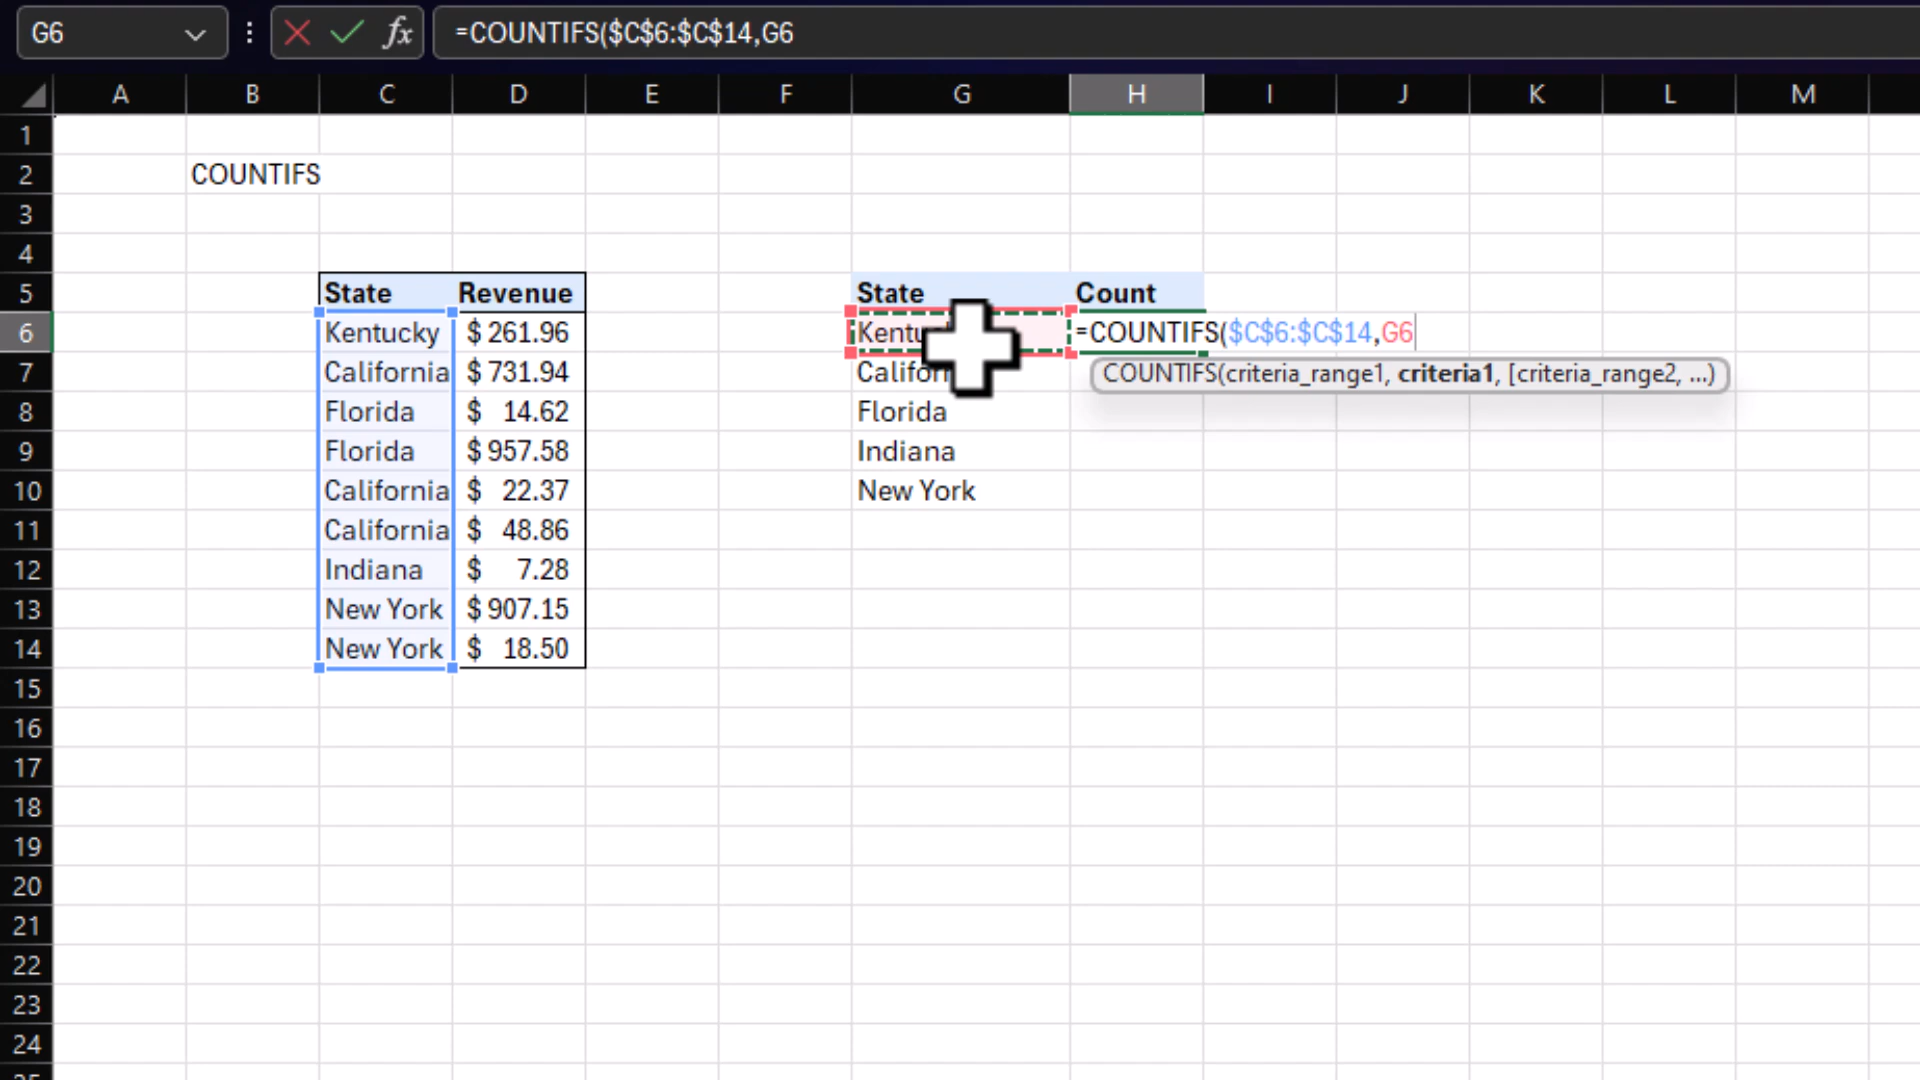 G6 fx =COUNTIFS($C$6:$C$14,G6
A B C D E F G H I J K L M
1
2 COUNTIFS
3
4
5 State Revenue State Count
6 Kentucky $ 261.96 =COUNTIFS($C$6:$C$14,G6
7 California $ 731.94 COUNTIFS(criteria_range1, criteria1, [criteria_range2, ...)
8 Florida $ 14.62 Florida
9 Florida $ 957.58 Indiana
10 California $ 22.37 New York
11 California $ 48.86
12 Indiana $ 7.28
13 New York $ 907.15
14 New York $ 18.50
15
16
17
18
19
20
21
22
23
24